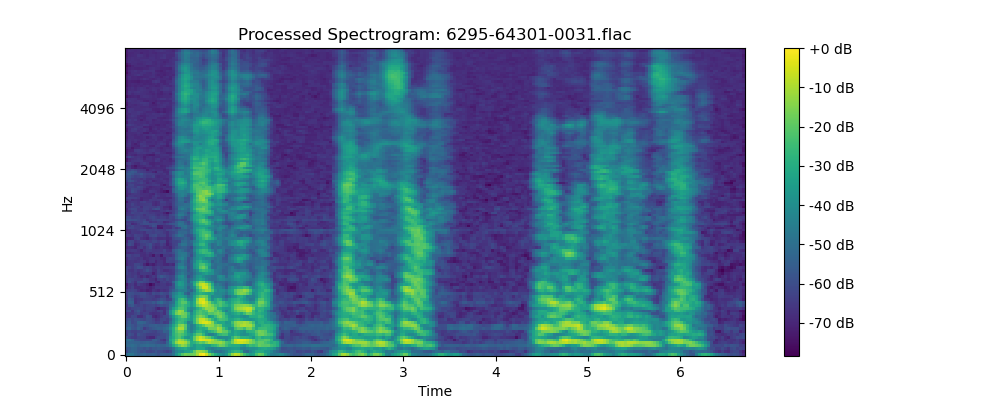 Processed Spectrogram: 6295-64301-0031.flac
Hz
4096
2048
1024
512
0
0 1 2 3 4 5 6
Time
+0 dB
-10 dB
-20 dB
-30 dB
-40 dB
-50 dB
-60 dB
-70 dB